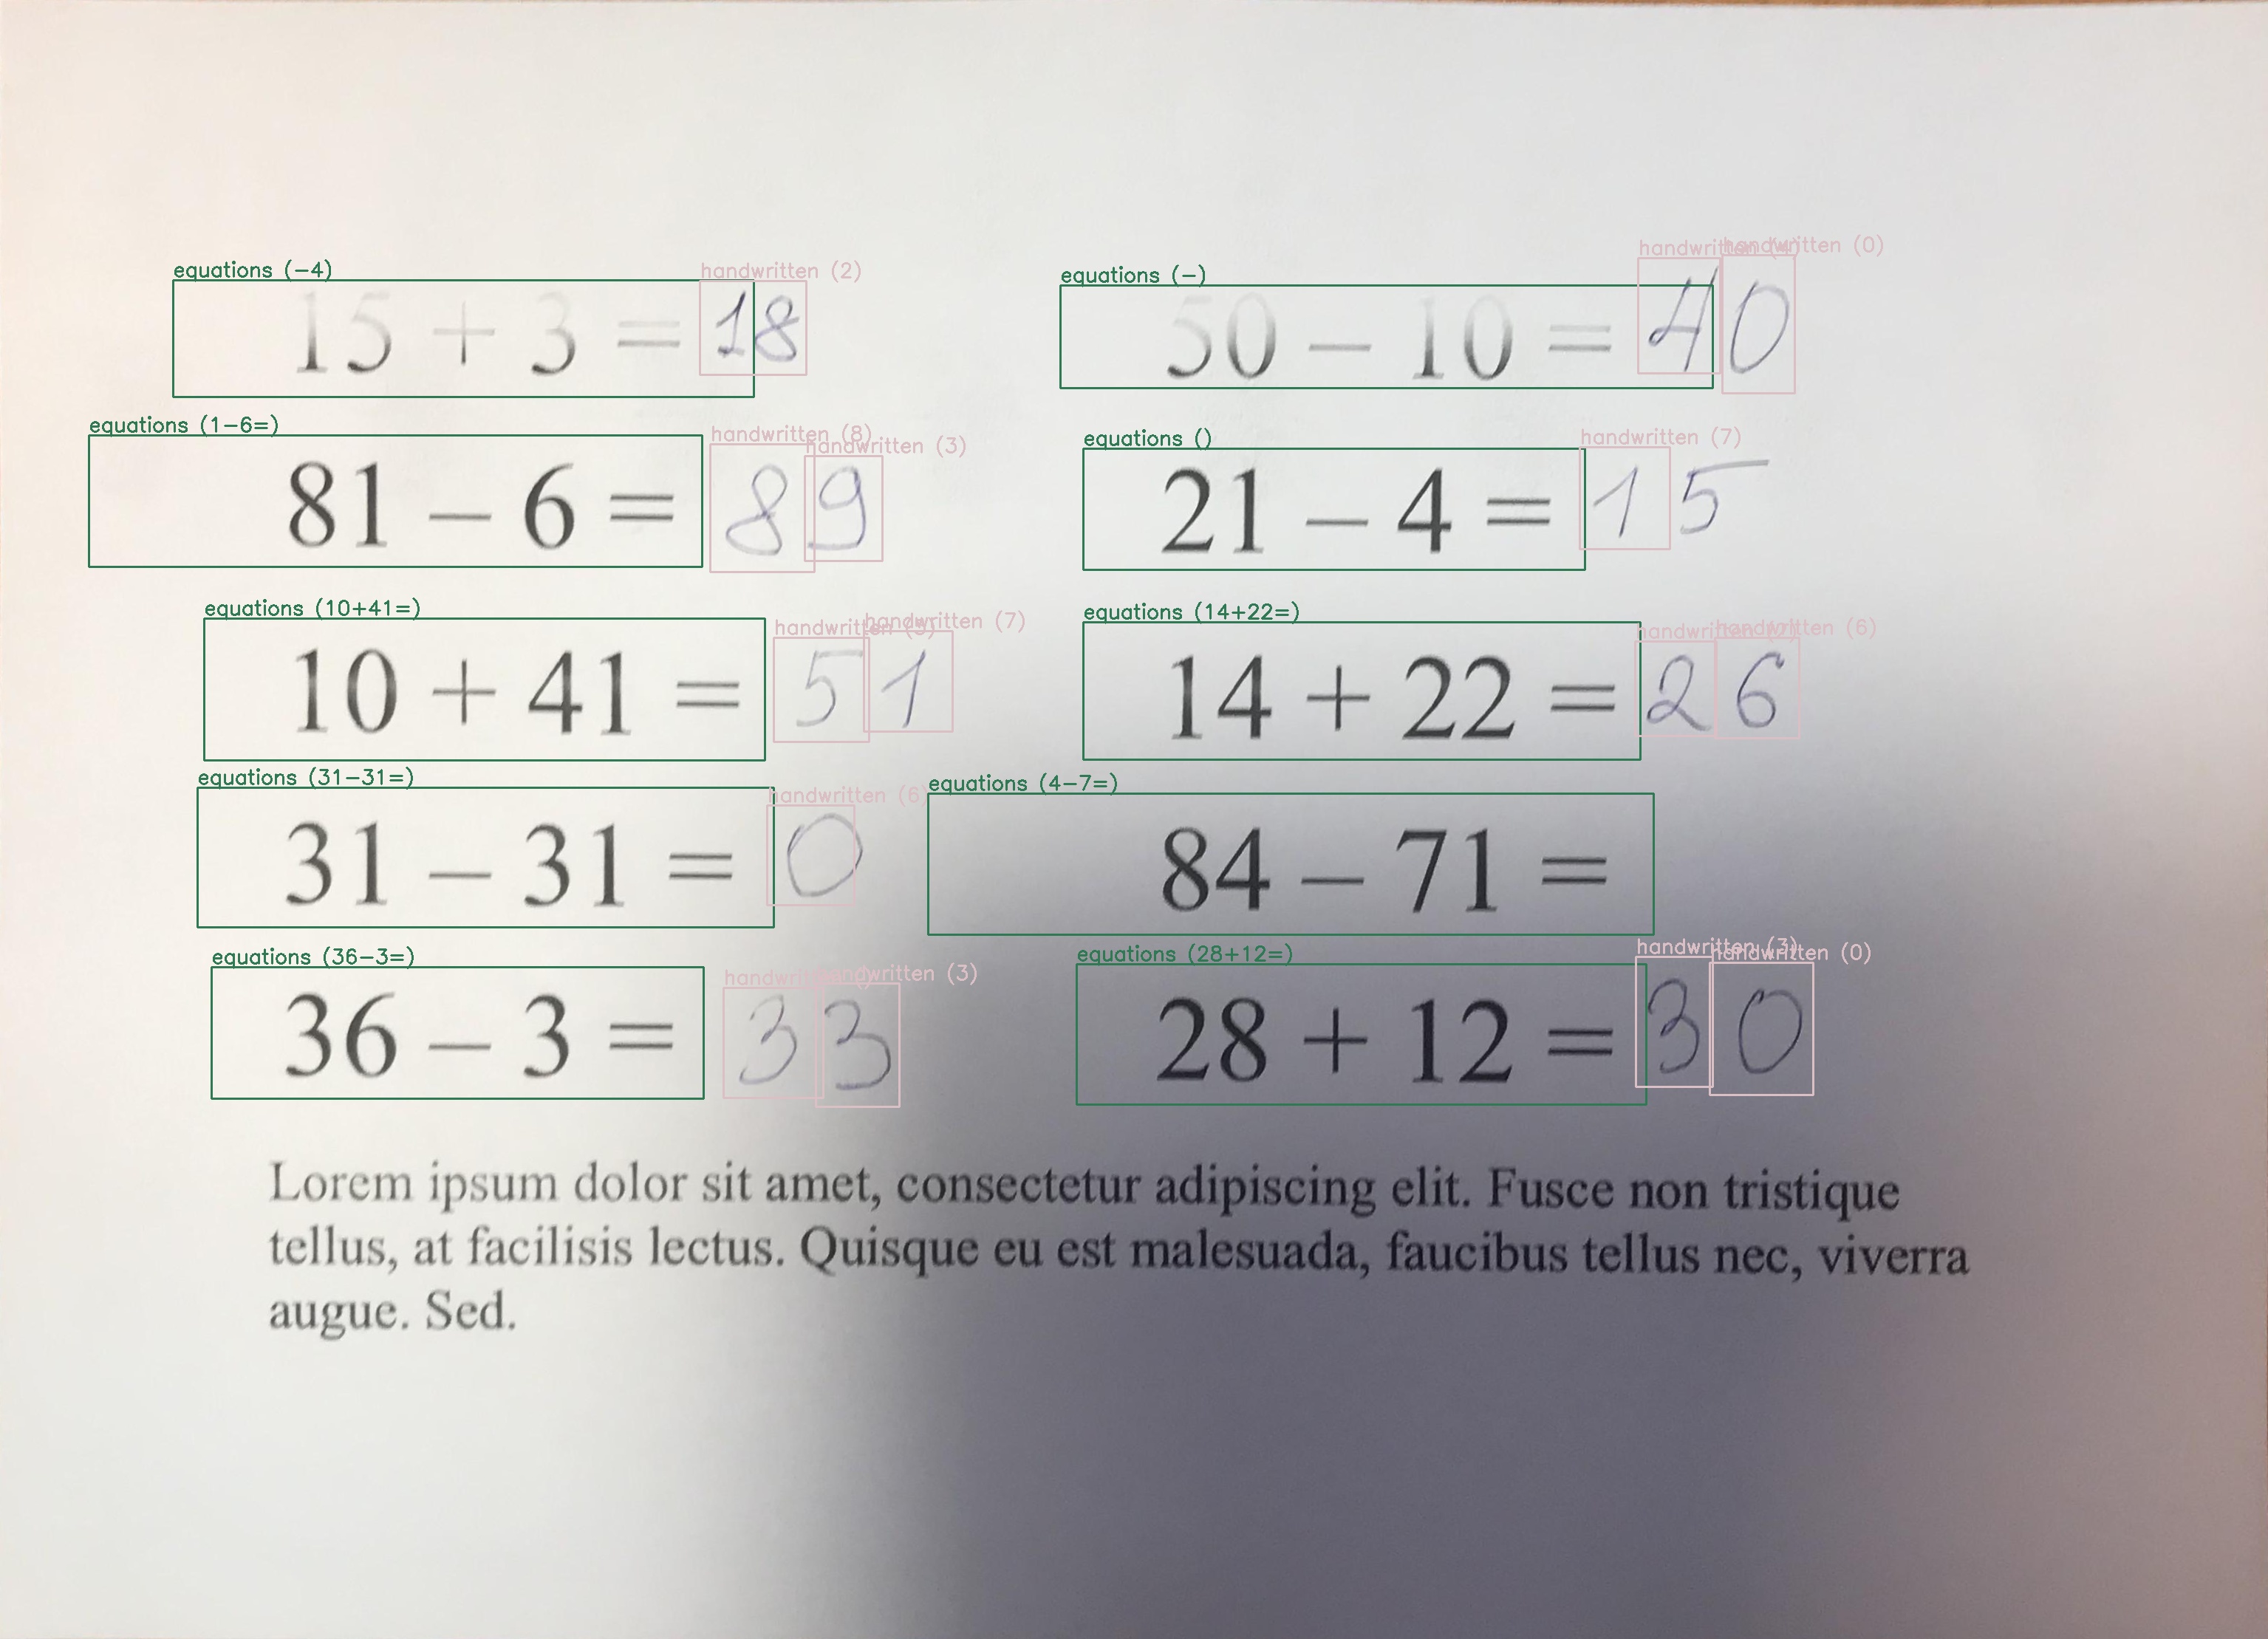 equations (-4) handwritten (2) equations (-) handwritten (4) handwritten (0)
15 + 3 = 18 50 – 10 = 40
equations (1-6=) handwritten (8) handwritten (3) equations () handwritten (7)
81 – 6 = 89 21 – 4 = 15
equations (10+41=) handwritten (5) handwritten (7) equations (14+22=) handwritten handwritten (6)
10 + 41 = 51 14 + 22 = 26
equations (31-31=) handwritten (6) equations (4-7=)
31 – 31 = 0 84 – 71 =
equations (36-3=) handwritten handwritten (3) equations (28+12=) handwritten (3) handwritten (0)
36 – 3 = 33 28 + 12 = 30
Lorem ipsum dolor sit amet, consectetur adipiscing elit. Fusce non tristique
tellus, at facilisis lectus. Quisque eu est malesuada, faucibus tellus nec, viverra
augue. Sed.